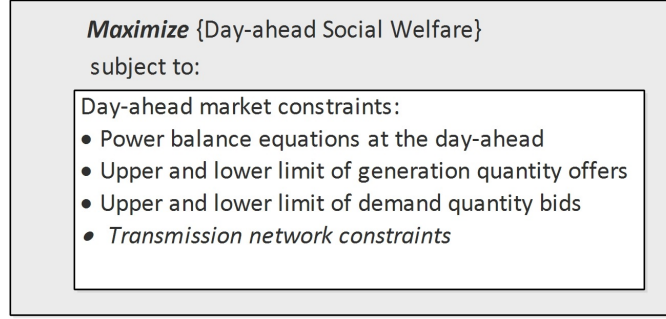 Maximize {Day-ahead Social Welfare}
subject to:
Day-ahead market constraints:
• Power balance equations at the day-ahead
• Upper and lower limit of generation quantity offers
• Upper and lower limit of demand quantity bids
• Transmission network constraints